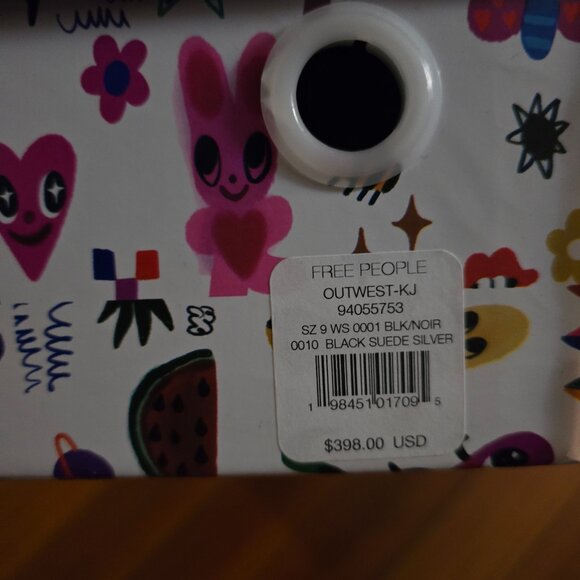 FREE PEOPLE
OUTWEST-KJ
94055753
SZ 9 WS 0001 BLK/NOIR
0010 BLACK SUEDE SILVER
1 98451 01709 5
$398.00 USD